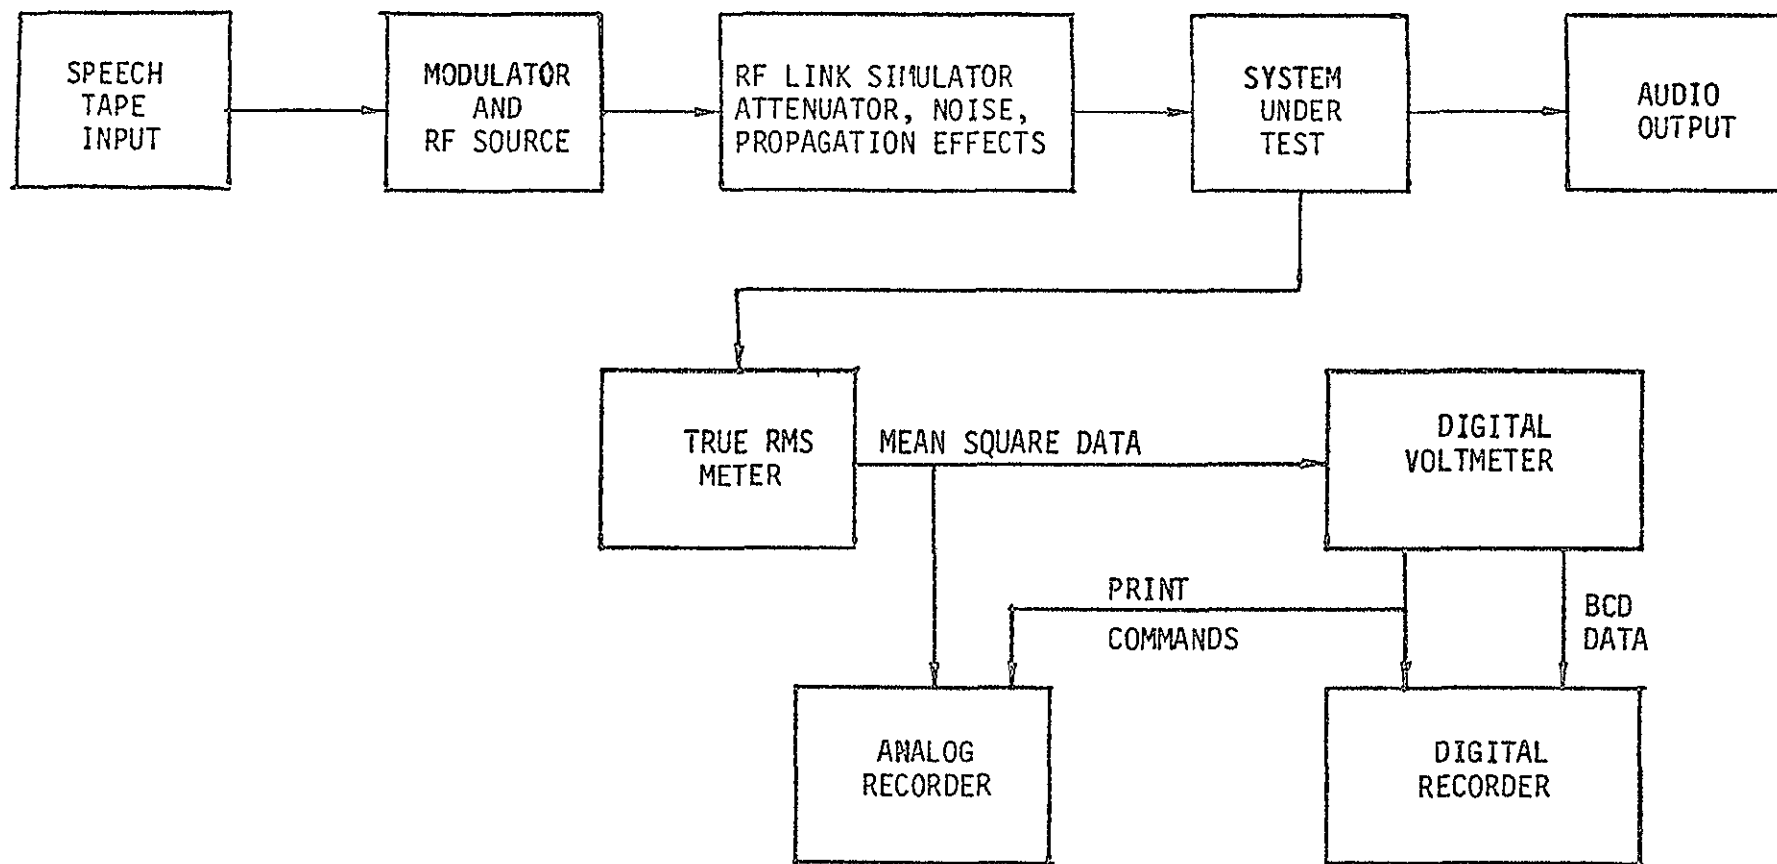 SPEECH
TAPE
INPUT
MODULATOR
AND
RF SOURCE
RF LINK SIMULATOR
ATTENUATOR, NOISE,
PROPAGATION EFFECTS
SYSTEM
UNDER
TEST
AUDIO
OUTPUT
TRUE RMS
METER
MEAN SQUARE DATA
DIGITAL
VOLTMETER
PRINT
COMMANDS
BCD
DATA
ANALOG
RECORDER
DIGITAL
RECORDER